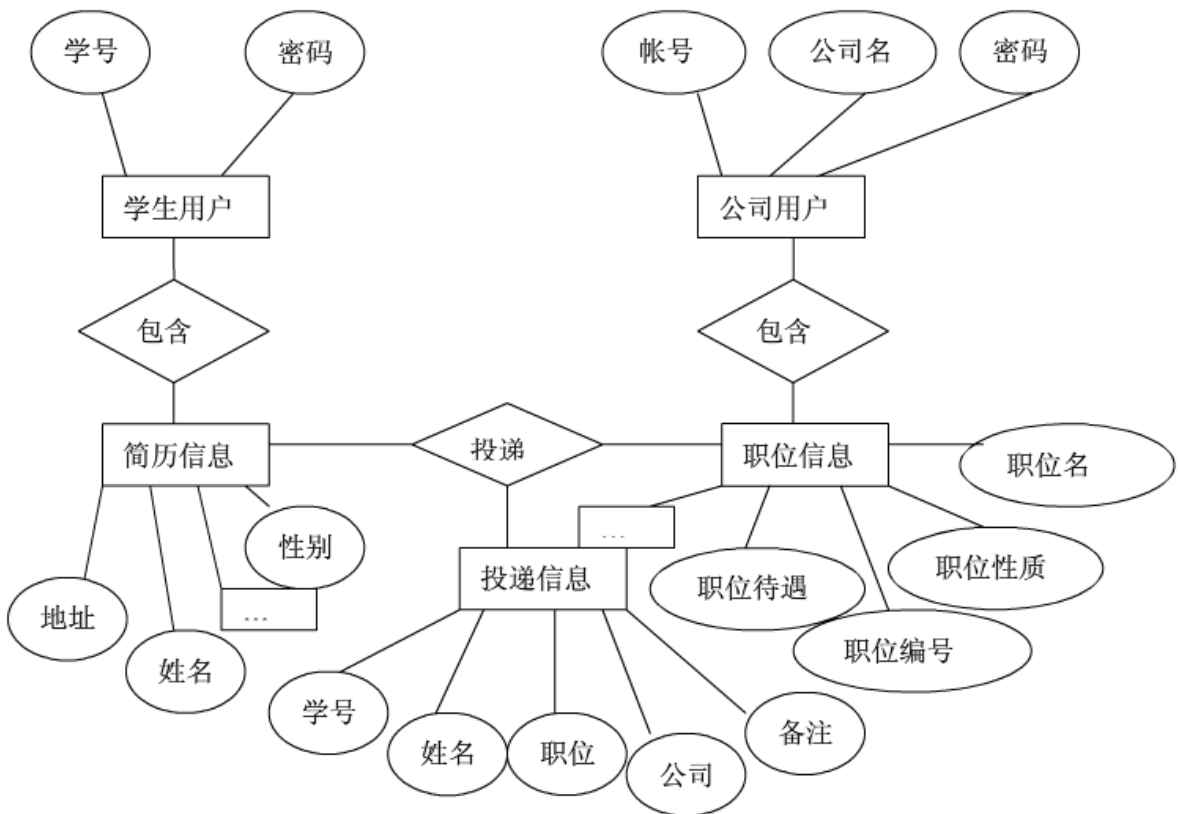 学号
密码
帐号
公司名
密码
学生用户
公司用户
包含
包含
简历信息
投递
职位信息
职位名
...
性别
投递信息
职位待遇
职位性质
地址
...
姓名
职位编号
学号
姓名
职位
公司
备注